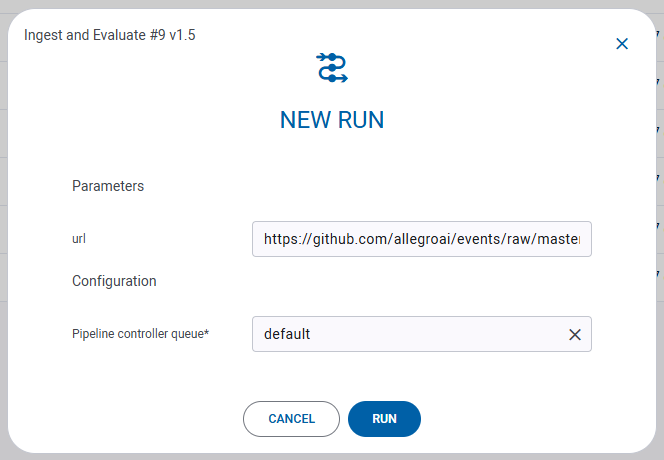 Ingest and Evaluate #9 v1.5
NEW RUN
Parameters
url
https://github.com/allegroai/events/raw/master
Configuration
Pipeline controller queue*
default
CANCEL
RUN